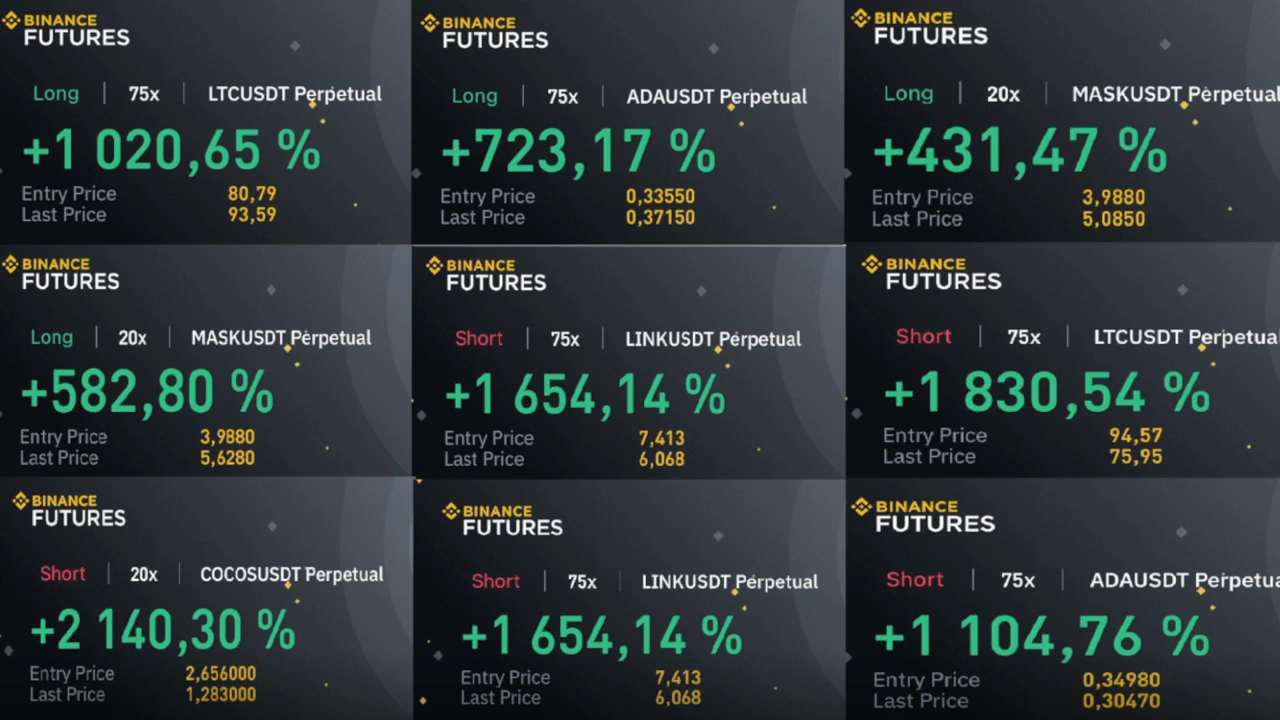 BINANCE
FUTURES
Long | 75x | LTCUSDT Perpetual
+1 020,65 %
Entry Price 80,79
Last Price 93,59
BINANCE
FUTURES
Long | 75x | ADAUSDT Perpetual
+723,17 %
Entry Price 0,33550
Last Price 0,37150
BINANCE
FUTURES
Long | 20x | MASKUSDT Perpetual
+431,47 %
Entry Price 3,9880
Last Price 5,0850
BINANCE
FUTURES
Long | 20x | MASKUSDT Perpetual
+582,80 %
Entry Price 3,9880
Last Price 5,6280
BINANCE
FUTURES
Short | 75x | LINKUSDT Perpetual
+1 654,14 %
Entry Price 7,413
Last Price 6,068
BINANCE
FUTURES
Short | 75x | LTCUSDT Perpetua
+1 830,54 %
Entry Price 94,57
Last Price 75,95
BINANCE
FUTURES
Short | 20x | COCOSUSDT Perpetual
+2 140,30 %
Entry Price 2,656000
Last Price 1,283000
BINANCE
FUTURES
Short | 75x | LINKUSDT Perpetual
+1 654,14 %
Entry Price 7,413
Last Price 6,068
BINANCE
FUTURES
Short | 75x | ADAUSDT Perpetua
+1 104,76 %
Entry Price 0,34980
Last Price 0,30470